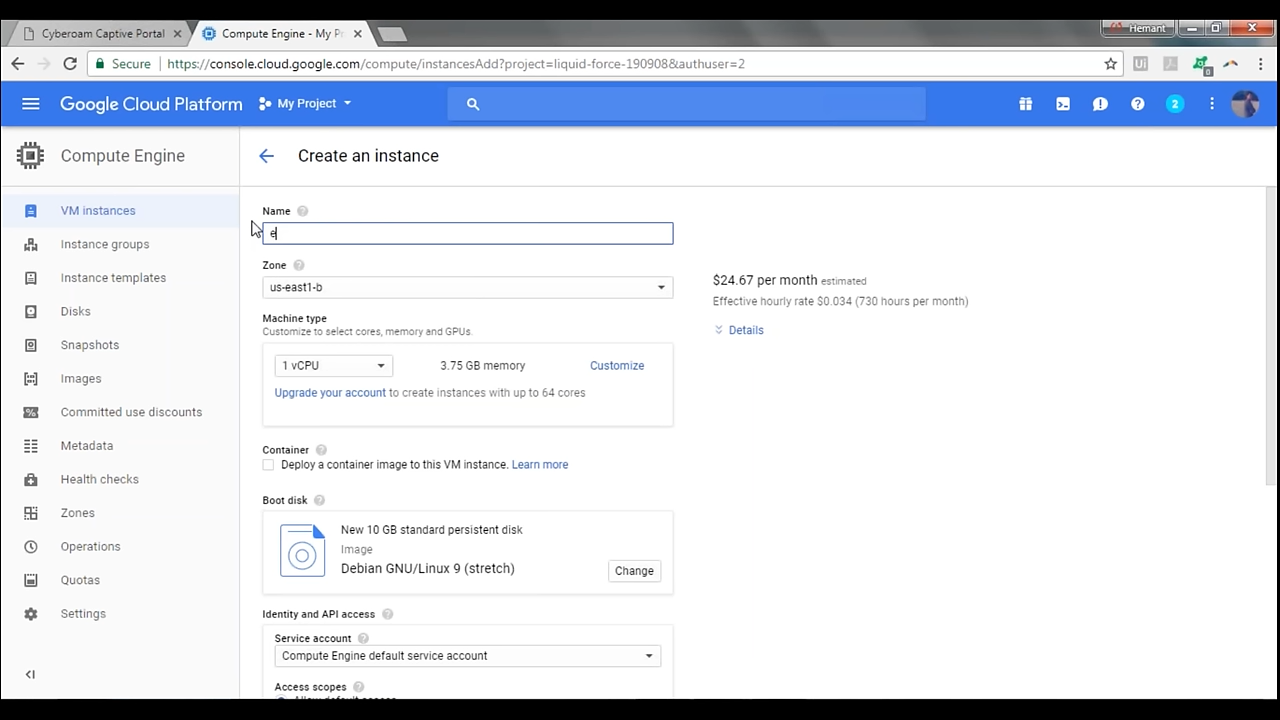 Cyberoam Captive Portal
Compute Engine - My Pr
Hemant
Secure
https://console.cloud.google.com/compute/instancesAdd?project=liquid-force-190908&authuser=2
Google Cloud Platform
My Project
2
Compute Engine
Create an instance
VM instances
Instance groups
Instance templates
Disks
Snapshots
Images
Committed use discounts
Metadata
Health checks
Zones
Operations
Quotas
Settings
Name
e
Zone
us-east1-b
Machine type
Customize to select cores, memory and GPUs.
1 vCPU
3.75 GB memory
Customize
Upgrade your account to create instances with up to 64 cores
Container
Deploy a container image to this VM instance. Learn more
Boot disk
New 10 GB standard persistent disk
Image
Debian GNU/Linux 9 (stretch)
Change
Identity and API access
Service account
Compute Engine default service account
Access scopes
Allow default access
$24.67 per month estimated
Effective hourly rate $0.034 (730 hours per month)
Details